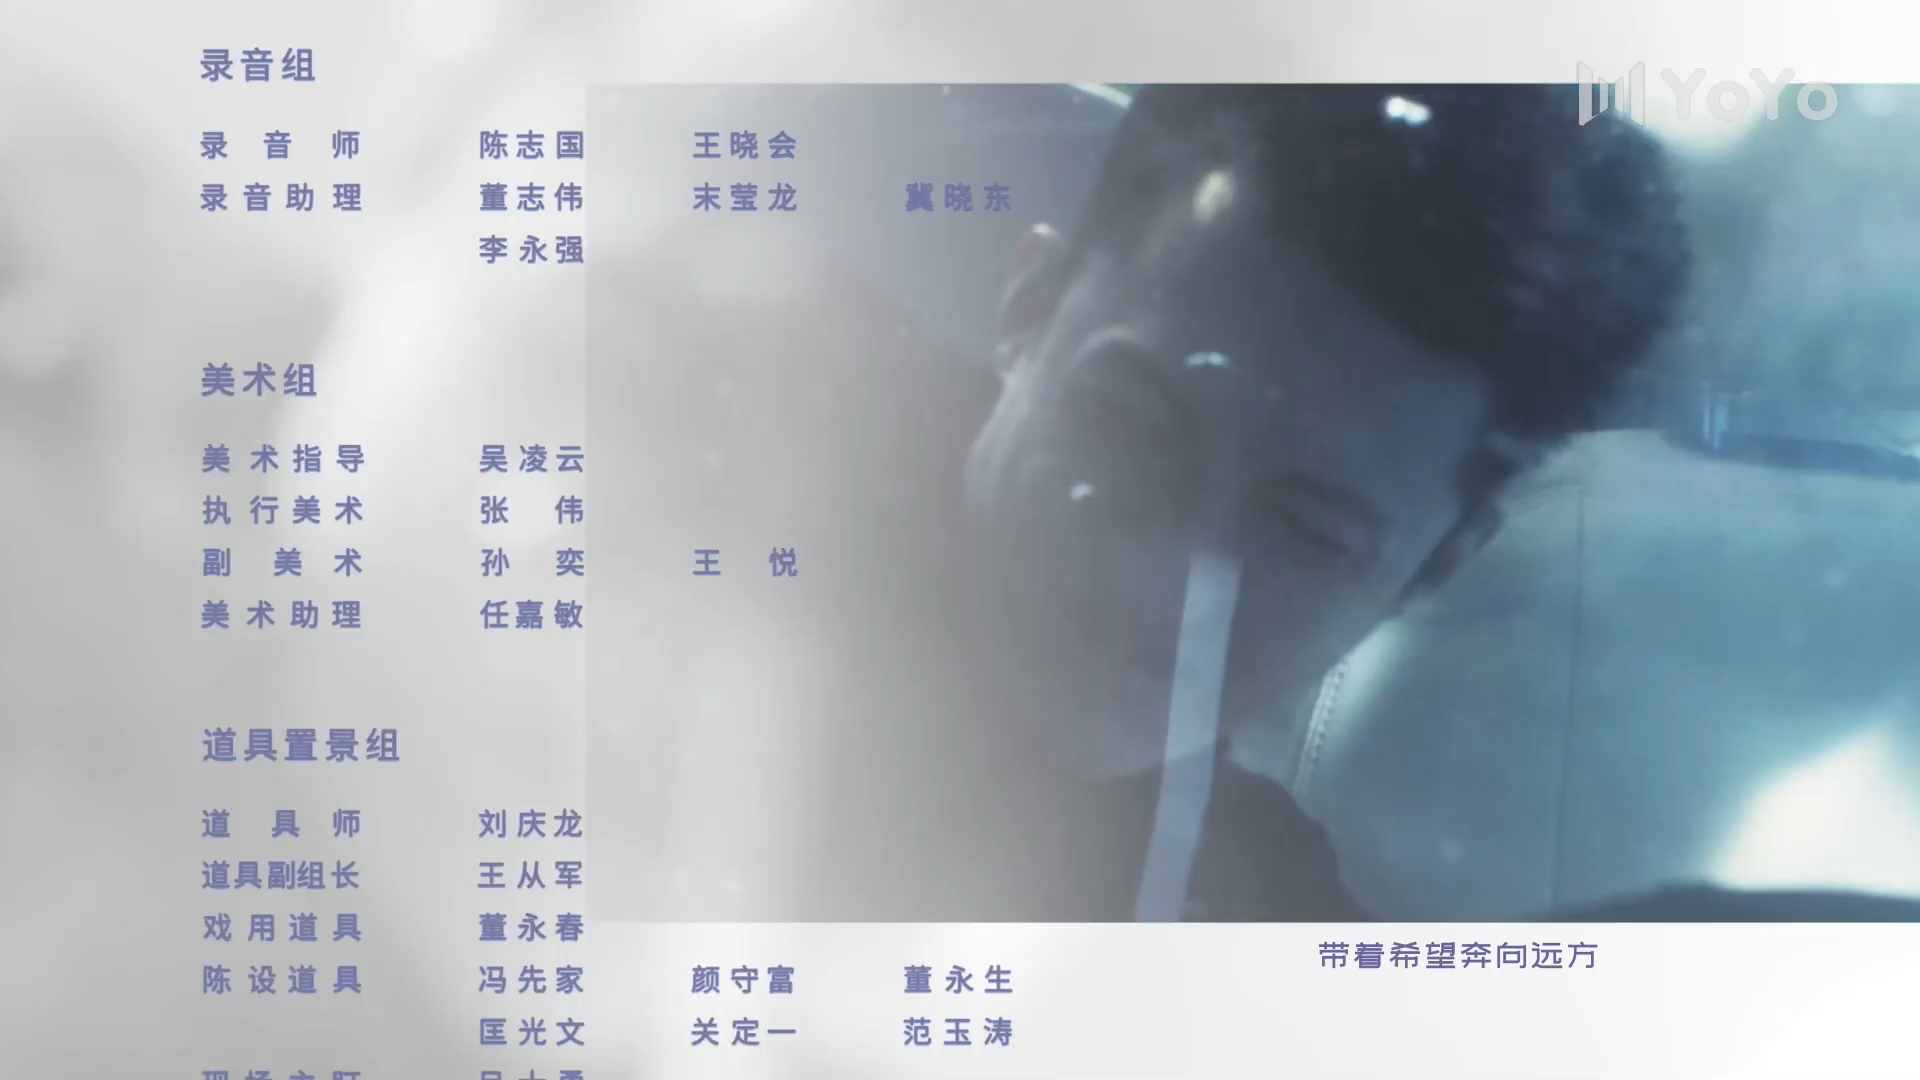 录音组
YoYo
录音师 陈志国 王晓会
录音助理 董志伟 末莹龙 冀晓东
李永强
美术组
美术指导 吴凌云
执行美术 张伟
副美术 孙奕 王悦
美术助理 任嘉敏
道具置景组
道具师 刘庆龙
道具副组长 王从军
戏用道具 董永春
带着希望奔向远方
陈设道具 冯先家 颜守富 董永生
匡光文 关定一 范玉涛